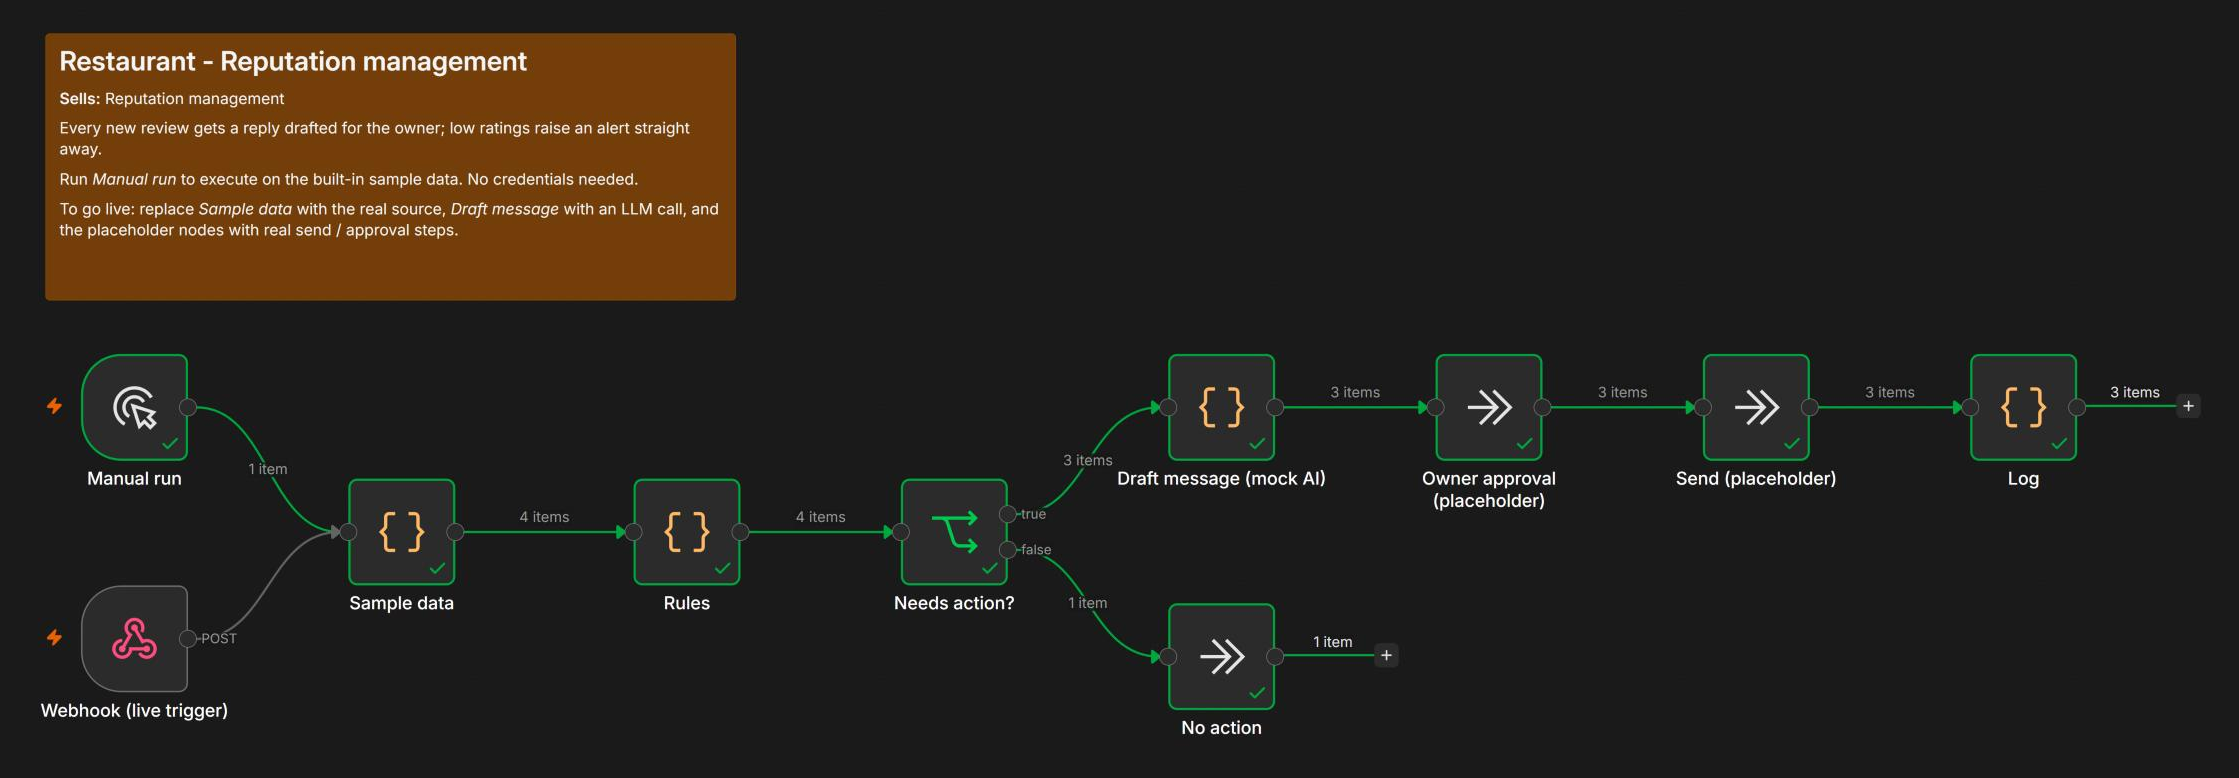 Restaurant - Reputation management
Sells: Reputation management
Every new review gets a reply drafted for the owner; low ratings raise an alert straight
away.
Run Manual run to execute on the built-in sample data. No credentials needed.
To go live: replace Sample data with the real source, Draft message with an LLM call, and
the placeholder nodes with real send / approval steps.
Manual run
1 item
Webhook (live trigger)
POST
Sample data
4 items
Rules
4 items
Needs action?
true
false
3 items
1 item
Draft message (mock AI)
3 items
Owner approval
(placeholder)
3 items
Send (placeholder)
3 items
Log
3 items
No action
1 item